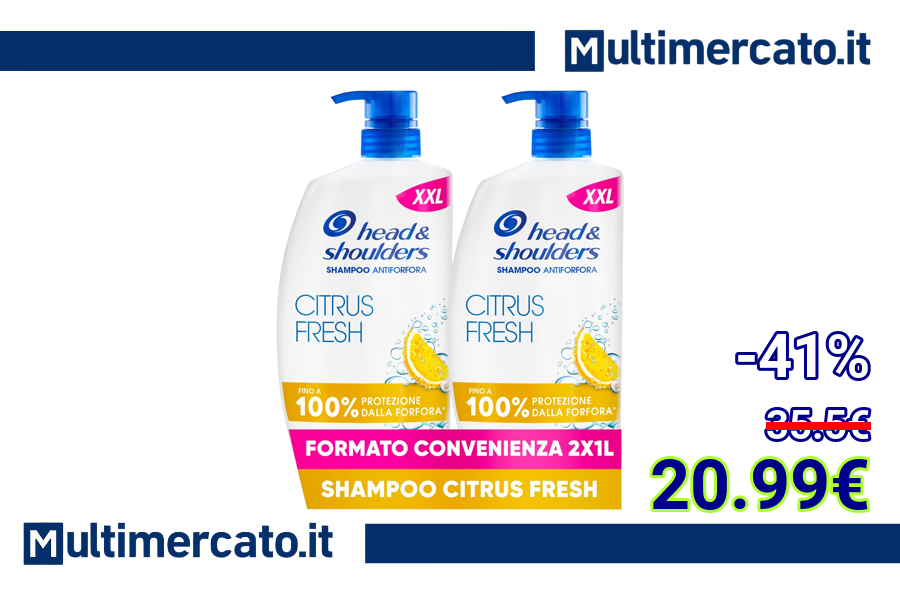 Multimercato.it
XXL
head &
shoulders
SHAMPOO ANTIFORFORA
CITRUS
FRESH
FINO A
100% PROTEZIONE
DALLA FORFORA*
XXL
head &
shoulders
SHAMPOO ANTIFORFORA
CITRUS
FRESH
FINO A
100% PROTEZIONE
DALLA FORFORA*
FORMATO CONVENIENZA 2X1L
SHAMPOO CITRUS FRESH
-41%
35.5€
20.99€
Multimercato.it